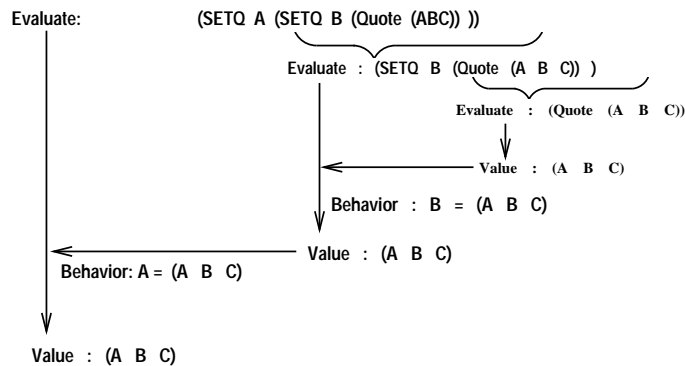 Evaluate: (SETQ A (SETQ B (Quote (ABC)) ))
Evaluate : (SETQ B (Quote (A B C)) )
Evaluate : (Quote (A B C))
Value : (A B C)
Behavior : B = (A B C)
Value : (A B C)
Behavior: A = (A B C)
Value : (A B C)